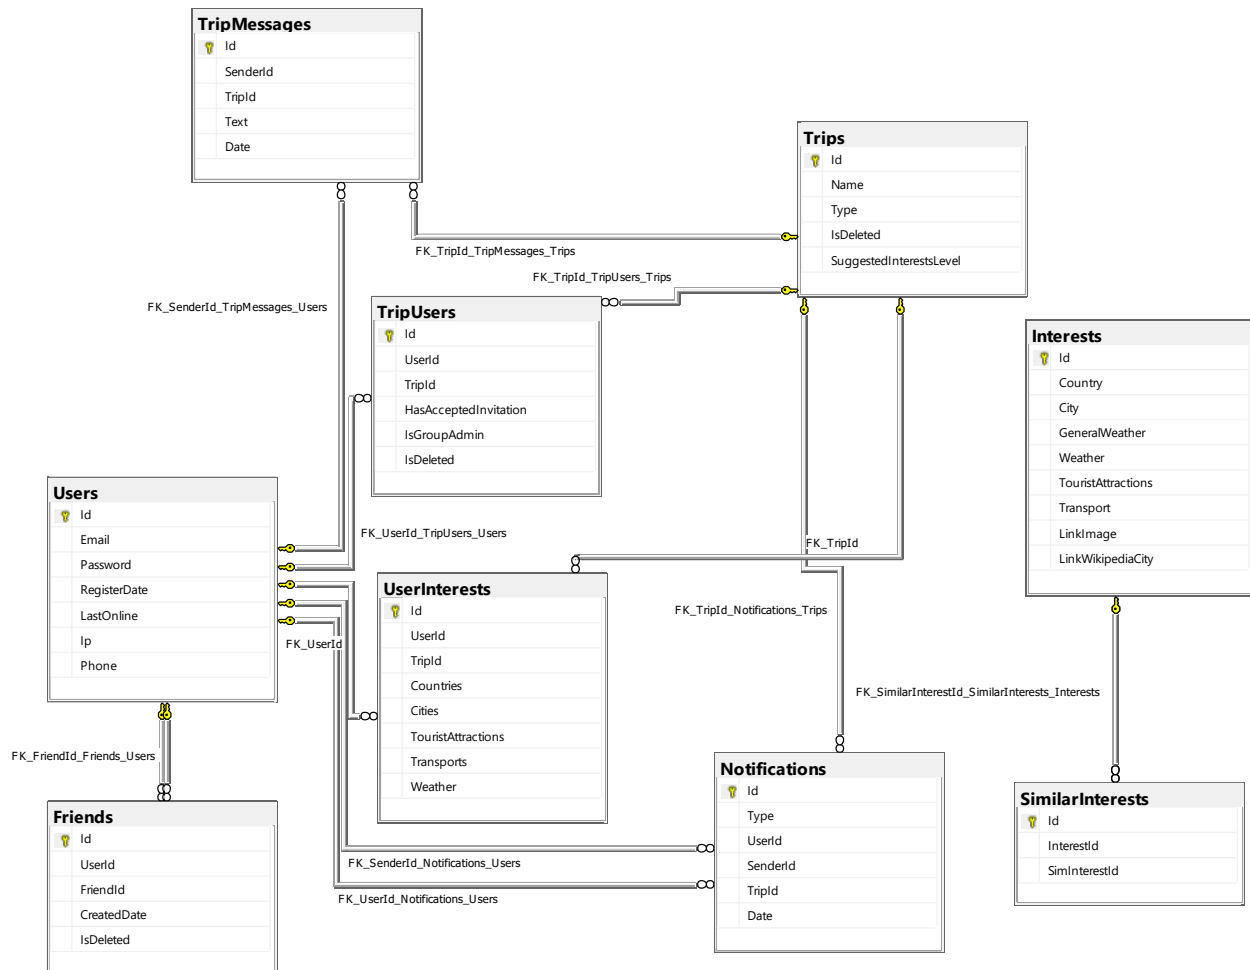 TripMessages
Id
SenderId
TripId
Text
Date
Trips
Id
Name
Type
IsDeleted
SuggestedInterestsLevel
FK_TripId_TripMessages_Trips
FK_TripId_TripUsers_Trips
FK_SenderId_TripMessages_Users
TripUsers
Id
UserId
TripId
HasAcceptedInvitation
IsGroupAdmin
IsDeleted
Interests
Id
Country
City
GeneralWeather
Weather
TouristAttractions
Transport
LinkImage
LinkWikipediaCity
Users
Id
Email
Password
RegisterDate
LastOnline
Ip
Phone
FK_UserId_TripUsers_Users
FK_TripId
UserInterests
Id
UserId
TripId
Countries
Cities
TouristAttractions
Transports
Weather
FK_TripId_Notifications_Trips
FK_UserId
FK_SimilarInterestId_SimilarInterests_Interests
FK_FriendId_Friends_Users
Notifications
Id
Type
UserId
SenderId
TripId
Date
SimilarInterests
Id
InterestId
SimInterestId
Friends
Id
UserId
FriendId
CreatedDate
IsDeleted
FK_SenderId_Notifications_Users
FK_UserId_Notifications_Users